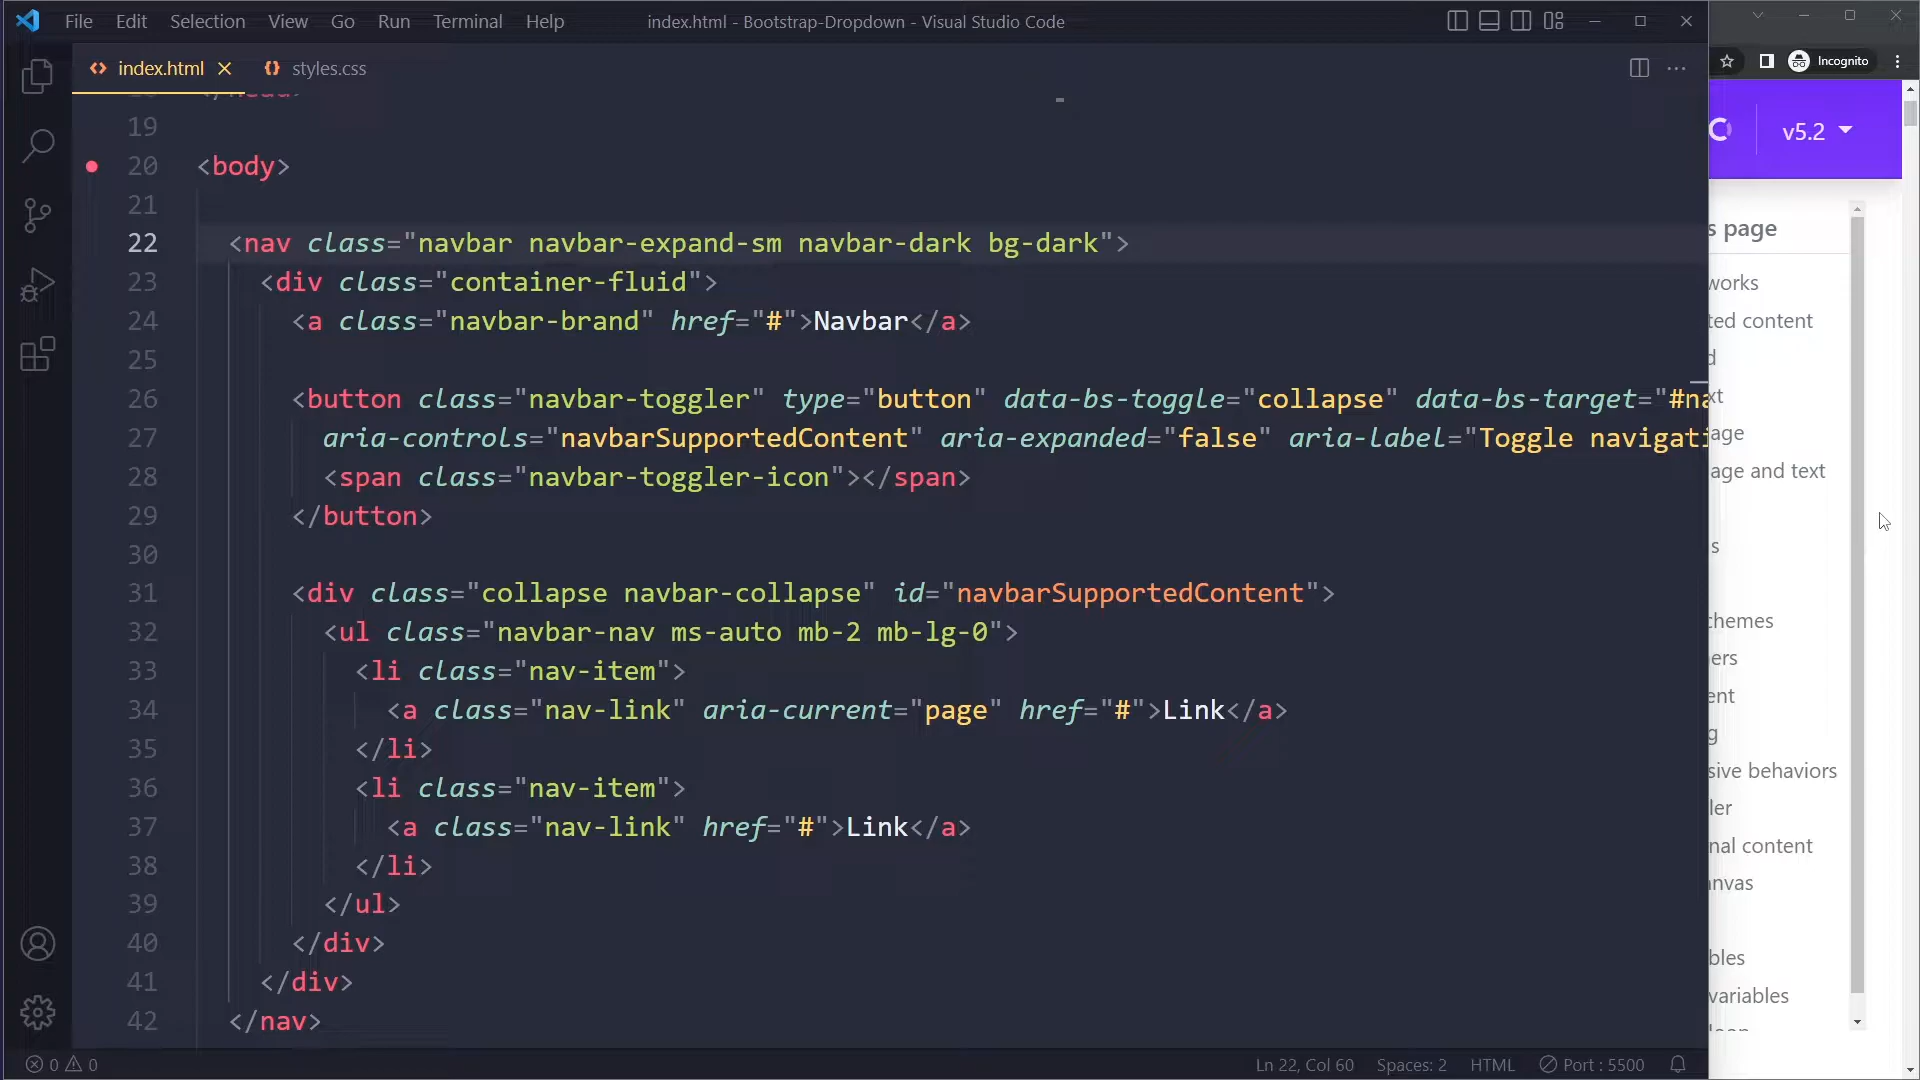 File Edit Selection View Go Run Terminal Help index.html - Bootstrap-Dropdown - Visual Studio Code
index.html styles.css
Incognito
19
20 <body>
21
22 <nav class="navbar navbar-expand-sm navbar-dark bg-dark">
23 <div class="container-fluid">
24 <a class="navbar-brand" href="#">Navbar</a>
25
26 <button class="navbar-toggler" type="button" data-bs-toggle="collapse" data-bs-target="#na
27 aria-controls="navbarSupportedContent" aria-expanded="false" aria-label="Toggle navigati
28 <span class="navbar-toggler-icon"></span>
29 </button>
30
31 <div class="collapse navbar-collapse" id="navbarSupportedContent">
32 <ul class="navbar-nav ms-auto mb-2 mb-lg-0">
33 <li class="nav-item">
34 <a class="nav-link" aria-current="page" href="#">Link</a>
35 </li>
36 <li class="nav-item">
37 <a class="nav-link" href="#">Link</a>
38 </li>
39 </ul>
40 </div>
41 </div>
42 </nav>
0 0 Ln 22, Col 60 Spaces: 2 HTML Port : 5500
v5.2
s page
works
ted content
d
xt
age
age and text
s
chemes
ers
ent
g
sive behaviors
ler
nal content
anvas
bles
variables